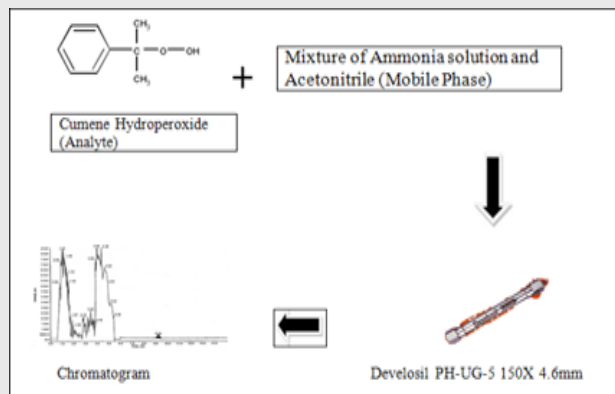 CH₃
C
O
OH
CH₃
+
Mixture of Ammonia solution and
Acetonitrile (Mobile Phase)
Cumene Hydroperoxide
(Analyte)
Chromatogram
Develosil PH-UG-5 150X 4.6mm